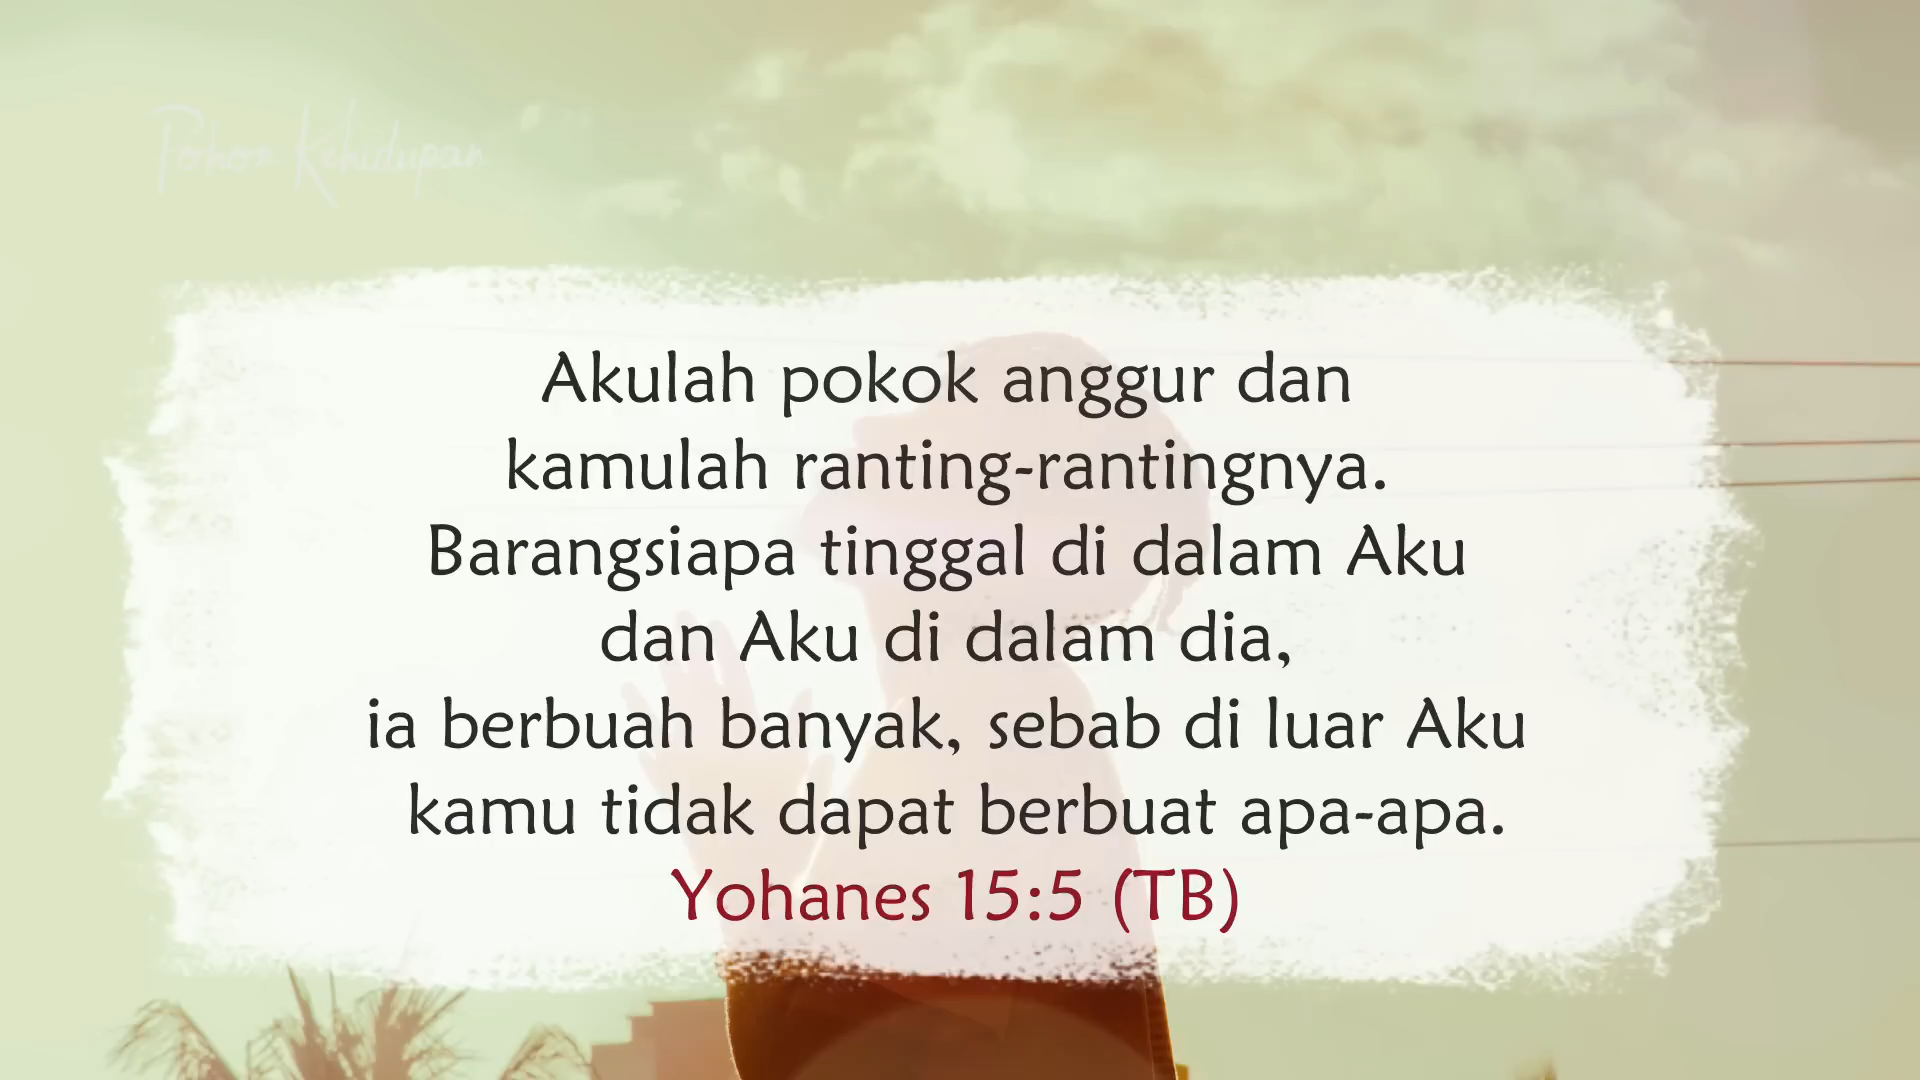 Pohon Kehidupan
Akulah pokok anggur dan
kamulah ranting-rantingnya.
Barangsiapa tinggal di dalam Aku
dan Aku di dalam dia,
ia berbuah banyak, sebab di luar Aku
kamu tidak dapat berbuat apa-apa.
Yohanes 15:5 (TB)